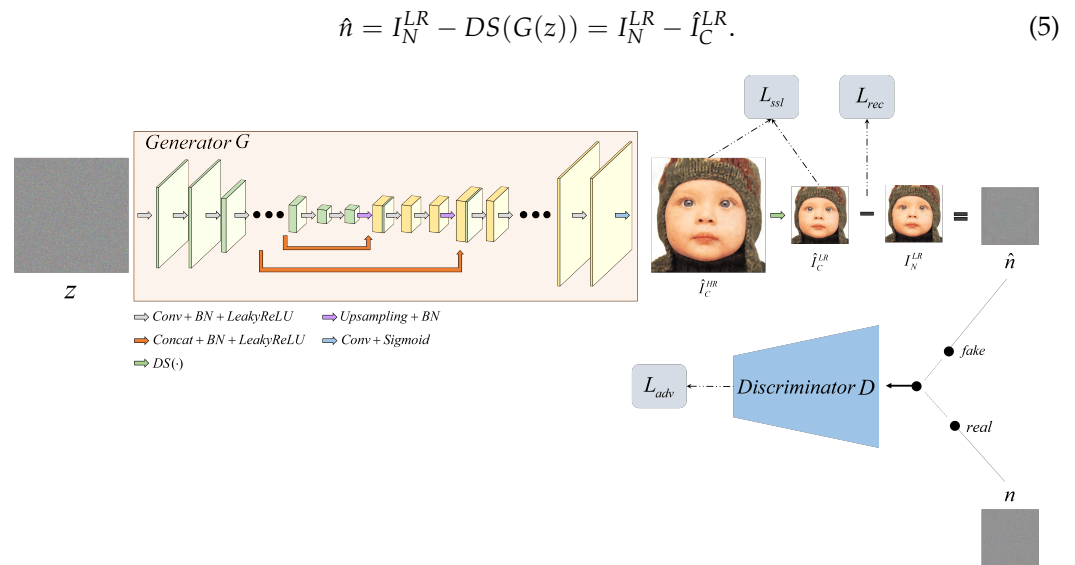 n̂ = I_N^{LR} − DS(G(z)) = I_N^{LR} − Î_C^{LR}. (5)
L_{ssl} L_{rec}
Generator G
z
Î_C^{HR} Î_C^{LR} I_N^{LR} n̂
Conv + BN + LeakyReLU Upsampling + BN
Concat + BN + LeakyReLU Conv + Sigmoid
DS(·)
fake
L_{adv} Discriminator D
real
n